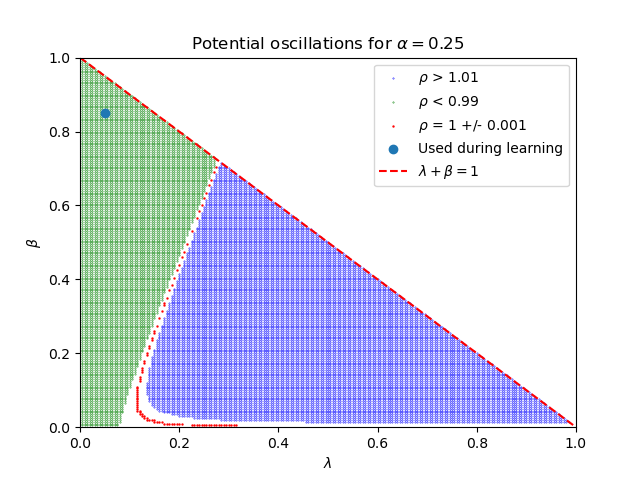 Potential oscillations for α = 0.25
ρ > 1.01
ρ < 0.99
ρ = 1 +/- 0.001
Used during learning
λ + β = 1
1.0
0.8
0.6
0.4
0.2
0.0
β
0.0 0.2 0.4 0.6 0.8 1.0
λ